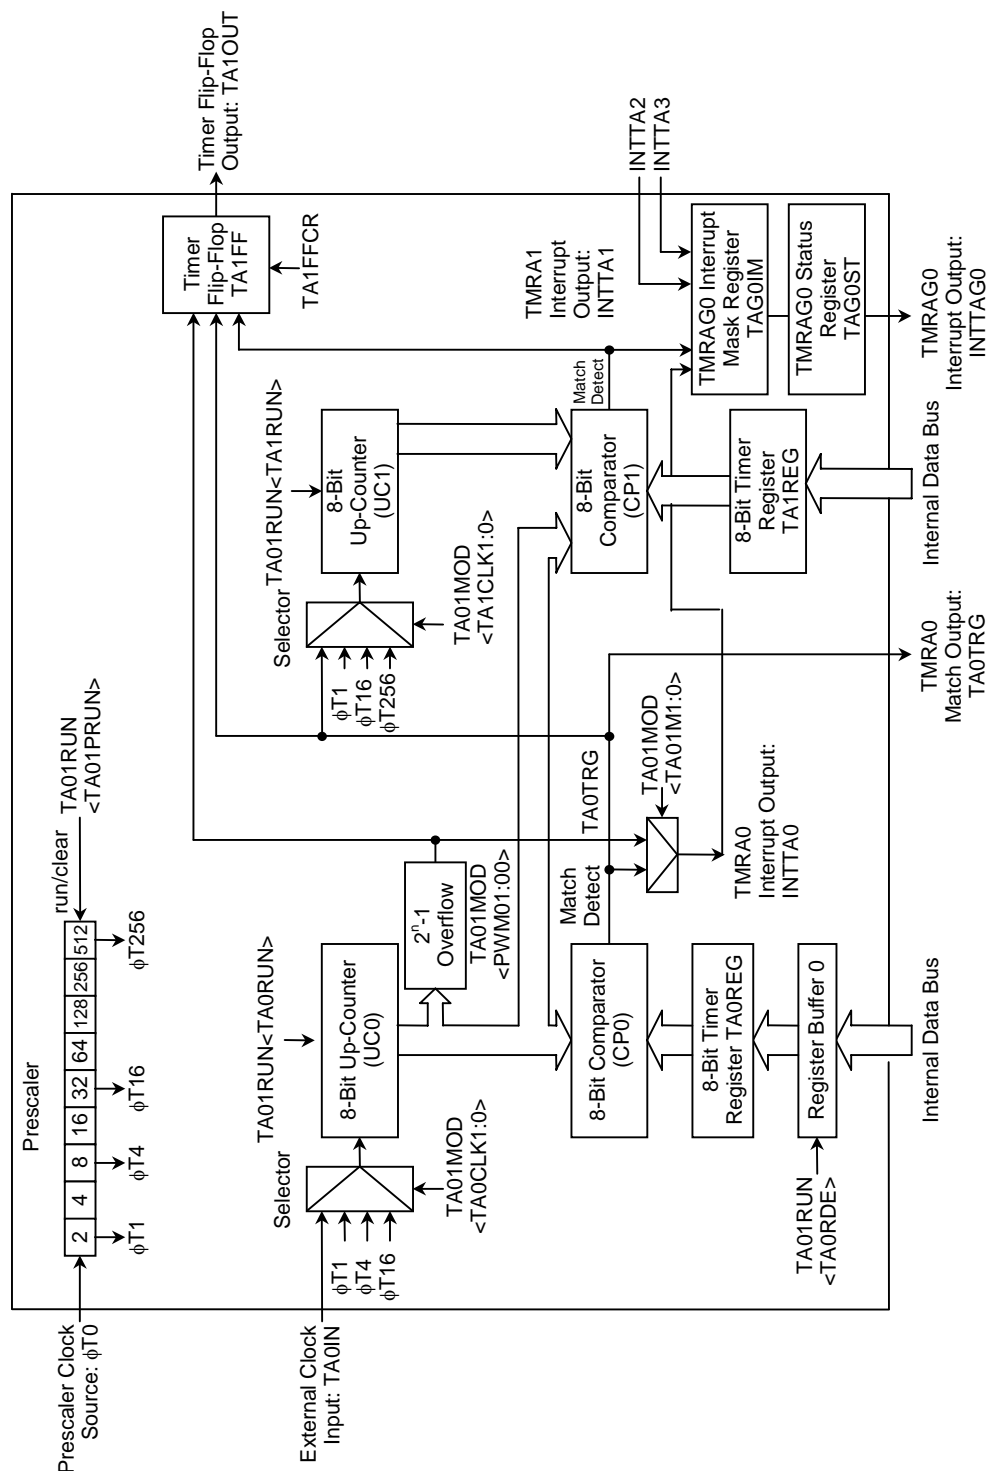 Prescaler
Prescaler Clock
Source: ϕT0
2 4 8 16 32 64 128 256 512
run/clear
TA01RUN
<TA01PRUN>
ϕT1
ϕT4
ϕT16
ϕT256
External Clock
Input: TA0IN
ϕT1
ϕT4
ϕT16
Selector
TA01MOD
<TA0CLK1:0>
TA01RUN<TA0RUN>
8-Bit Up-Counter
(UC0)
2ⁿ-1
Overflow
TA01MOD
<PWM01:00>
8-Bit Comparator
(CP0)
Match
Detect
TA0TRG
8-Bit Timer
Register TA0REG
Register Buffer 0
TA01RUN
<TA0RDE>
Internal Data Bus
TA01MOD
<TA01M1:0>
TMRA0
Interrupt Output:
INTTA0
TMRA0
Match Output:
TA0TRG
ϕT1
ϕT16
ϕT256
Selector
TA01MOD
<TA1CLK1:0>
TA01RUN<TA1RUN>
8-Bit
Up-Counter
(UC1)
8-Bit
Comparator
(CP1)
Match
Detect
8-Bit Timer
Register
TA1REG
Internal Data Bus
Timer
Flip-Flop
TA1FF
TA1FFCR
Timer Flip-Flop
Output: TA1OUT
TMRA1
Interrupt
Output:
INTTA1
INTTA2
INTTA3
TMRAG0 Interrupt
Mask Register
TAG0IM
TMRAG0 Status
Register
TAG0ST
TMRAG0
Interrupt Output:
INTTAG0